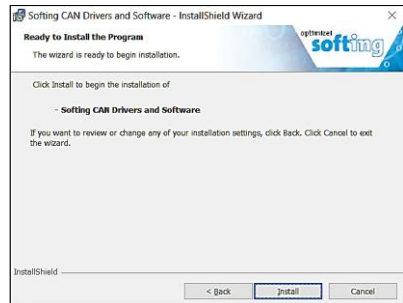 Softing CAN Drivers and Software - InstallShield Wizard
Ready to Install the Program
The wizard is ready to begin installation.
optimize!
softing
Click Install to begin the installation of
- Softing CAN Drivers and Software
If you want to review or change any of your installation settings, click Back. Click Cancel to exit
the wizard.
InstallShield
< Back
Install
Cancel